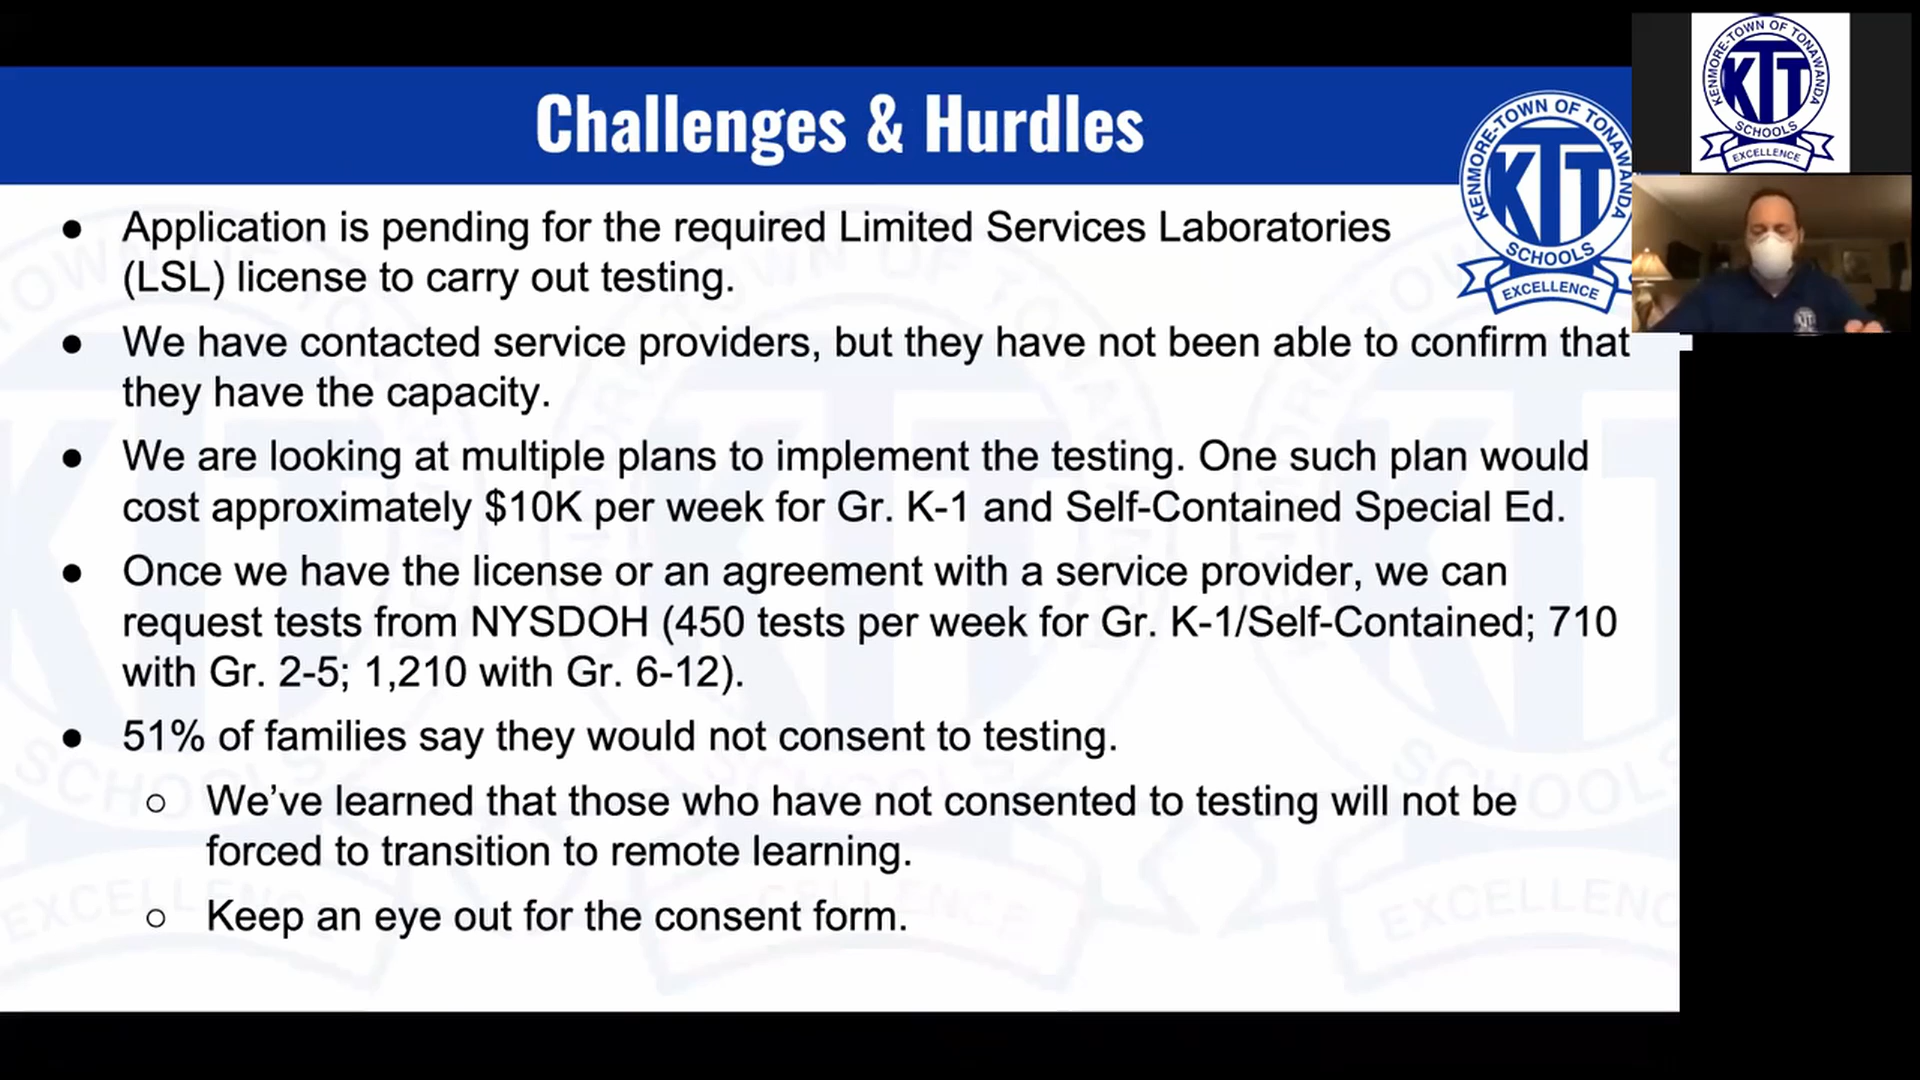 Challenges & Hurdles
● Application is pending for the required Limited Services Laboratories
(LSL) license to carry out testing.
● We have contacted service providers, but they have not been able to confirm that
they have the capacity.
● We are looking at multiple plans to implement the testing. One such plan would
cost approximately $10K per week for Gr. K-1 and Self-Contained Special Ed.
● Once we have the license or an agreement with a service provider, we can
request tests from NYSDOH (450 tests per week for Gr. K-1/Self-Contained; 710
with Gr. 2-5; 1,210 with Gr. 6-12).
● 51% of families say they would not consent to testing.
○ We’ve learned that those who have not consented to testing will not be
forced to transition to remote learning.
○ Keep an eye out for the consent form.
KENMORE-TOWN OF TONAWANDA
KTT
SCHOOLS
EXCELLENCE
KENMORE-TOWN OF TONAWANDA
KTT
SCHOOLS
EXCELLENCE